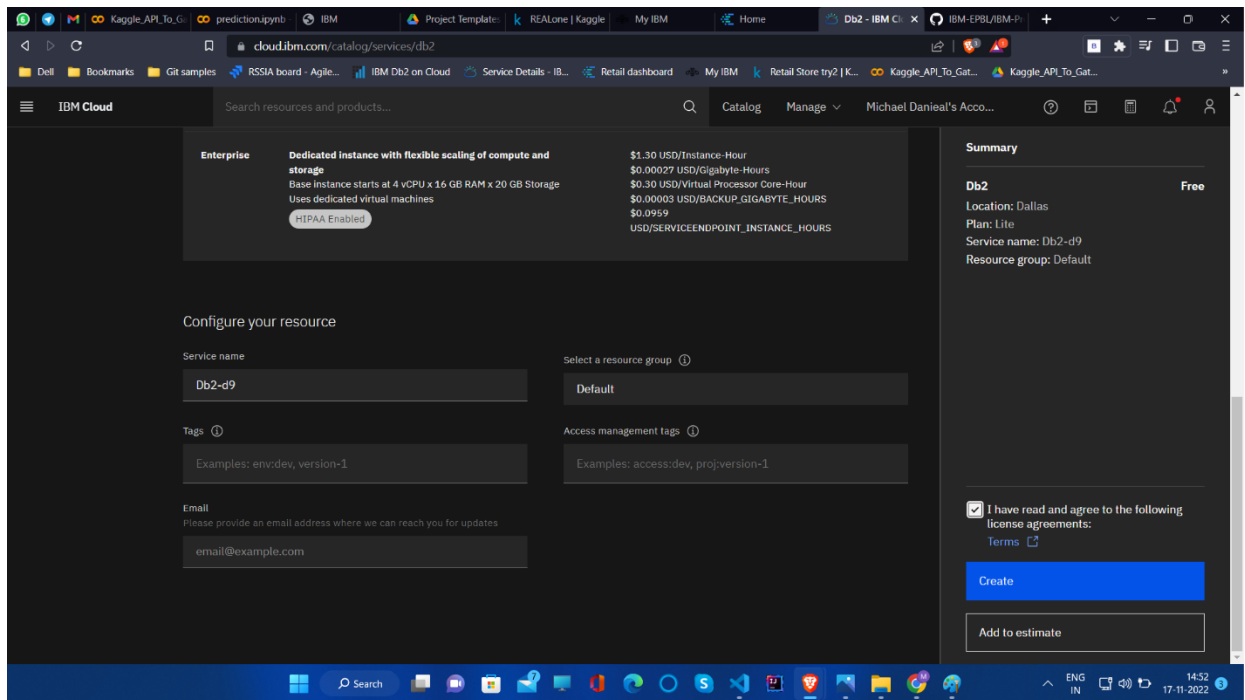 Kaggle_API_To_G
prediction.ipynb
IBM
Project Templates
REALone | Kaggle
My IBM
Home
Db2 - IBM Cl
IBM-EPBL/IBM-P
cloud.ibm.com/catalog/services/db2
Dell
Bookmarks
Git samples
RSSIA board - Agile...
IBM Db2 on Cloud
Service Details - IB...
Retail dashboard
My IBM
Retail Store try2 | K...
Kaggle_API_To_Gat...
Kaggle_API_To_Gat...
»
IBM Cloud
Search resources and products...
Catalog
Manage
Michael Danieal's Acco...
Enterprise
Dedicated instance with flexible scaling of compute and
storage
Base instance starts at 4 vCPU x 16 GB RAM x 20 GB Storage
Uses dedicated virtual machines
HIPAA Enabled
$1.30 USD/Instance-Hour
$0.00027 USD/Gigabyte-Hours
$0.30 USD/Virtual Processor Core-Hour
$0.00003 USD/BACKUP_GIGABYTE_HOURS
$0.0959
USD/SERVICEENDPOINT_INSTANCE_HOURS
Configure your resource
Service name
Db2-d9
Select a resource group
Default
Tags
Examples: env:dev, version-1
Access management tags
Examples: access:dev, proj:version-1
Email
Please provide an email address where we can reach you for updates
email@example.com
Summary
Db2 Free
Location: Dallas
Plan: Lite
Service name: Db2-d9
Resource group: Default
I have read and agree to the following
license agreements:
Terms
Create
Add to estimate
Search
ENG
IN
14:52
17-11-2022
3